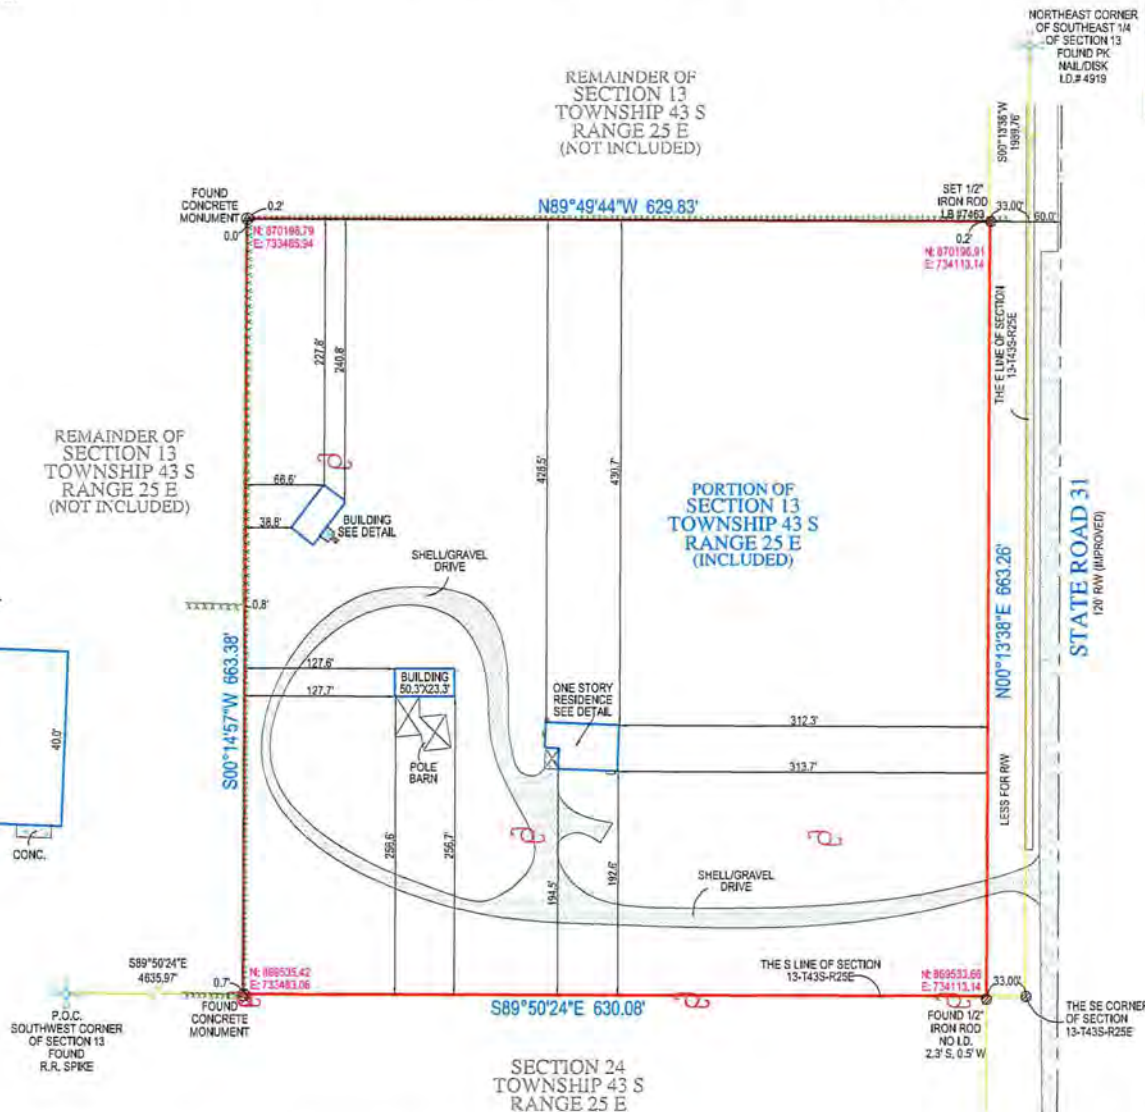 NORTHEAST CORNER
OF SOUTHEAST 1/4
OF SECTION 13
FOUND PK
NAIL/DISK
I.D.# 4919
REMAINDER OF
SECTION 13
TOWNSHIP 43 S
RANGE 25 E
(NOT INCLUDED)
S00°13'38"W
1989.76'
FOUND
CONCRETE
MONUMENT
0.2'
0.0'
N89°49'44"W 629.83'
SET 1/2"
IRON ROD
LB #7463
33.00'
60.0'
0.2'
N: 870198.79
E: 733485.94
N: 870196.91
E: 734113.14
227.8'
240.8'
THE E LINE OF SECTION
13-T43S-R25E
REMAINDER OF
SECTION 13
TOWNSHIP 43 S
RANGE 25 E
(NOT INCLUDED)
66.6'
38.8'
BUILDING
SEE DETAIL
428.5'
430.7'
PORTION OF
SECTION 13
TOWNSHIP 43 S
RANGE 25 E
(INCLUDED)
STATE ROAD 31
120' R/W (IMPROVED)
SHELL/GRAVEL
DRIVE
0.8'
N00°13'38"E 663.26'
S00°14'57"W 663.38'
127.6'
127.7'
BUILDING
50.3'X23.3'
POLE
BARN
ONE STORY
RESIDENCE
SEE DETAIL
312.3'
313.7'
40.0'
CONC.
LESS FOR R/W
256.6'
256.7'
194.5'
192.6'
SHELL/GRAVEL
DRIVE
S89°50'24"E
4635.97'
0.7'
N: 869535.42
E: 733483.06
THE S LINE OF SECTION
13-T43S-R25E
N: 869533.66
E: 734113.14
33.00'
P.O.C.
SOUTHWEST CORNER
OF SECTION 13
FOUND
R.R. SPIKE
FOUND
CONCRETE
MONUMENT
S89°50'24"E 630.08'
FOUND 1/2"
IRON ROD
NO I.D.
2.3' S, 0.5' W
THE SE CORNER
OF SECTION
13-T43S-R25E
SECTION 24
TOWNSHIP 43 S
RANGE 25 E